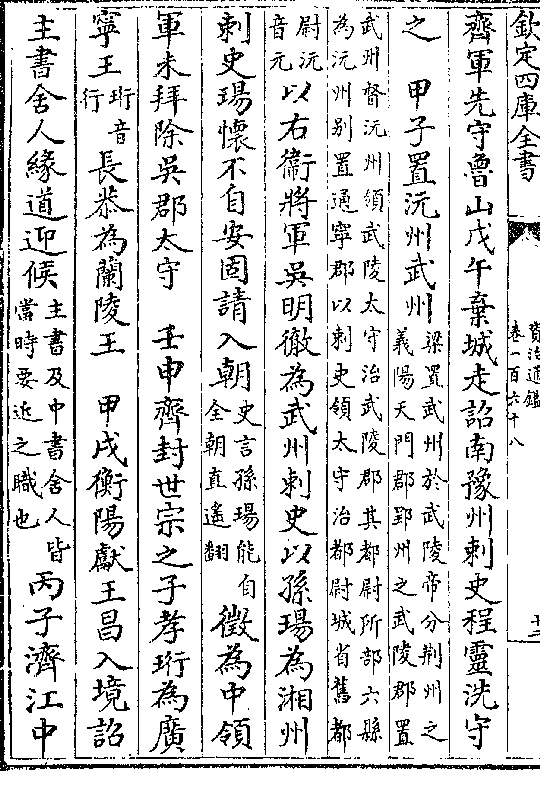 欽定四庫全書
資治通鑑
卷一百六十八
十二
齊軍先守魯山戊午棄城走詔南豫州刺史程靈洗守
之 甲子置沅州武州
梁置武州於武陵帝分荆州之
義陽天門郡郢州之武陵郡置
武州督沅州領武陵太守治武陵郡其都尉所部六縣
為沅州别置通寧郡以刺史領太守治都尉城省舊都
尉沅
音元
以右衞將軍吳明徹為武州刺史以孫瑒為湘州
刺史瑒懷不自安固請入朝
史言孫瑒能自
全朝直遙翻
徵為中領
軍未拜除吳郡太守 壬申齊封世宗之子孝珩為廣
寧王
珩音
行
長恭為蘭陵王 甲戌衡陽獻王昌入境詔
主書舍人緣道迎候
主書及中書舍人皆
當時要近之職也
丙子濟江中